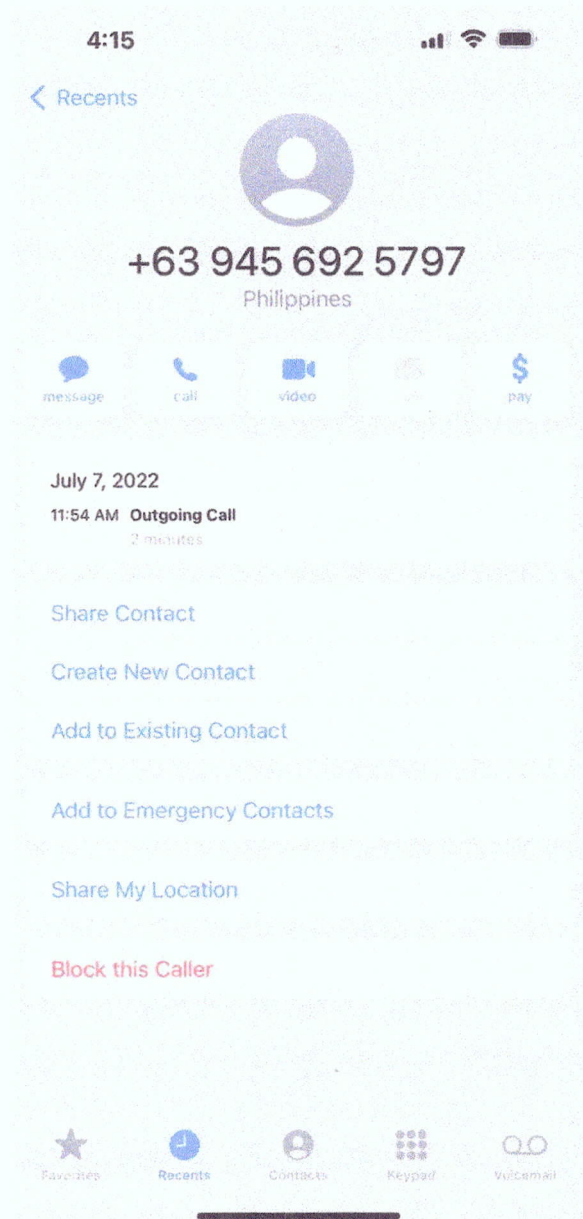 4:15
Recents
+63 945 692 5797
Philippines
message call video pay
July 7, 2022
11:54 AM Outgoing Call
2 minutes
Share Contact
Create New Contact
Add to Existing Contact
Add to Emergency Contacts
Share My Location
Block this Caller
Favorites Recents Contacts Keypad Voicemail